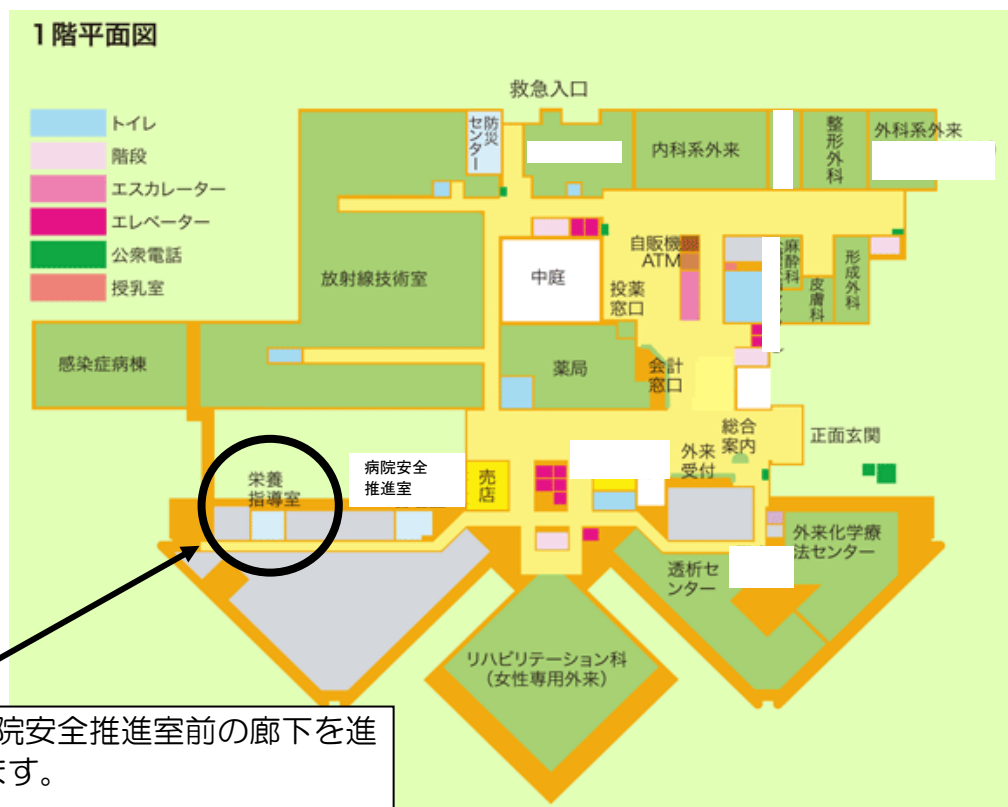 1階平面図
トイレ
階段
エスカレーター
エレベーター
公衆電話
授乳室
救急入口
防災
センター
内科系外来
整形外科
外科系外来
放射線技術室
中庭
自販機
ATM
投薬
窓口
麻酔科
皮膚科
形成外科
感染症病棟
薬局
会計
窓口
総合
案内
正面玄関
外来
受付
栄養
指導室
病院安全
推進室
売店
外来化学療
法センター
透析セ
ンター
リハビリテーション科
(女性専用外来)
院安全推進室前の廊下を進
ます。